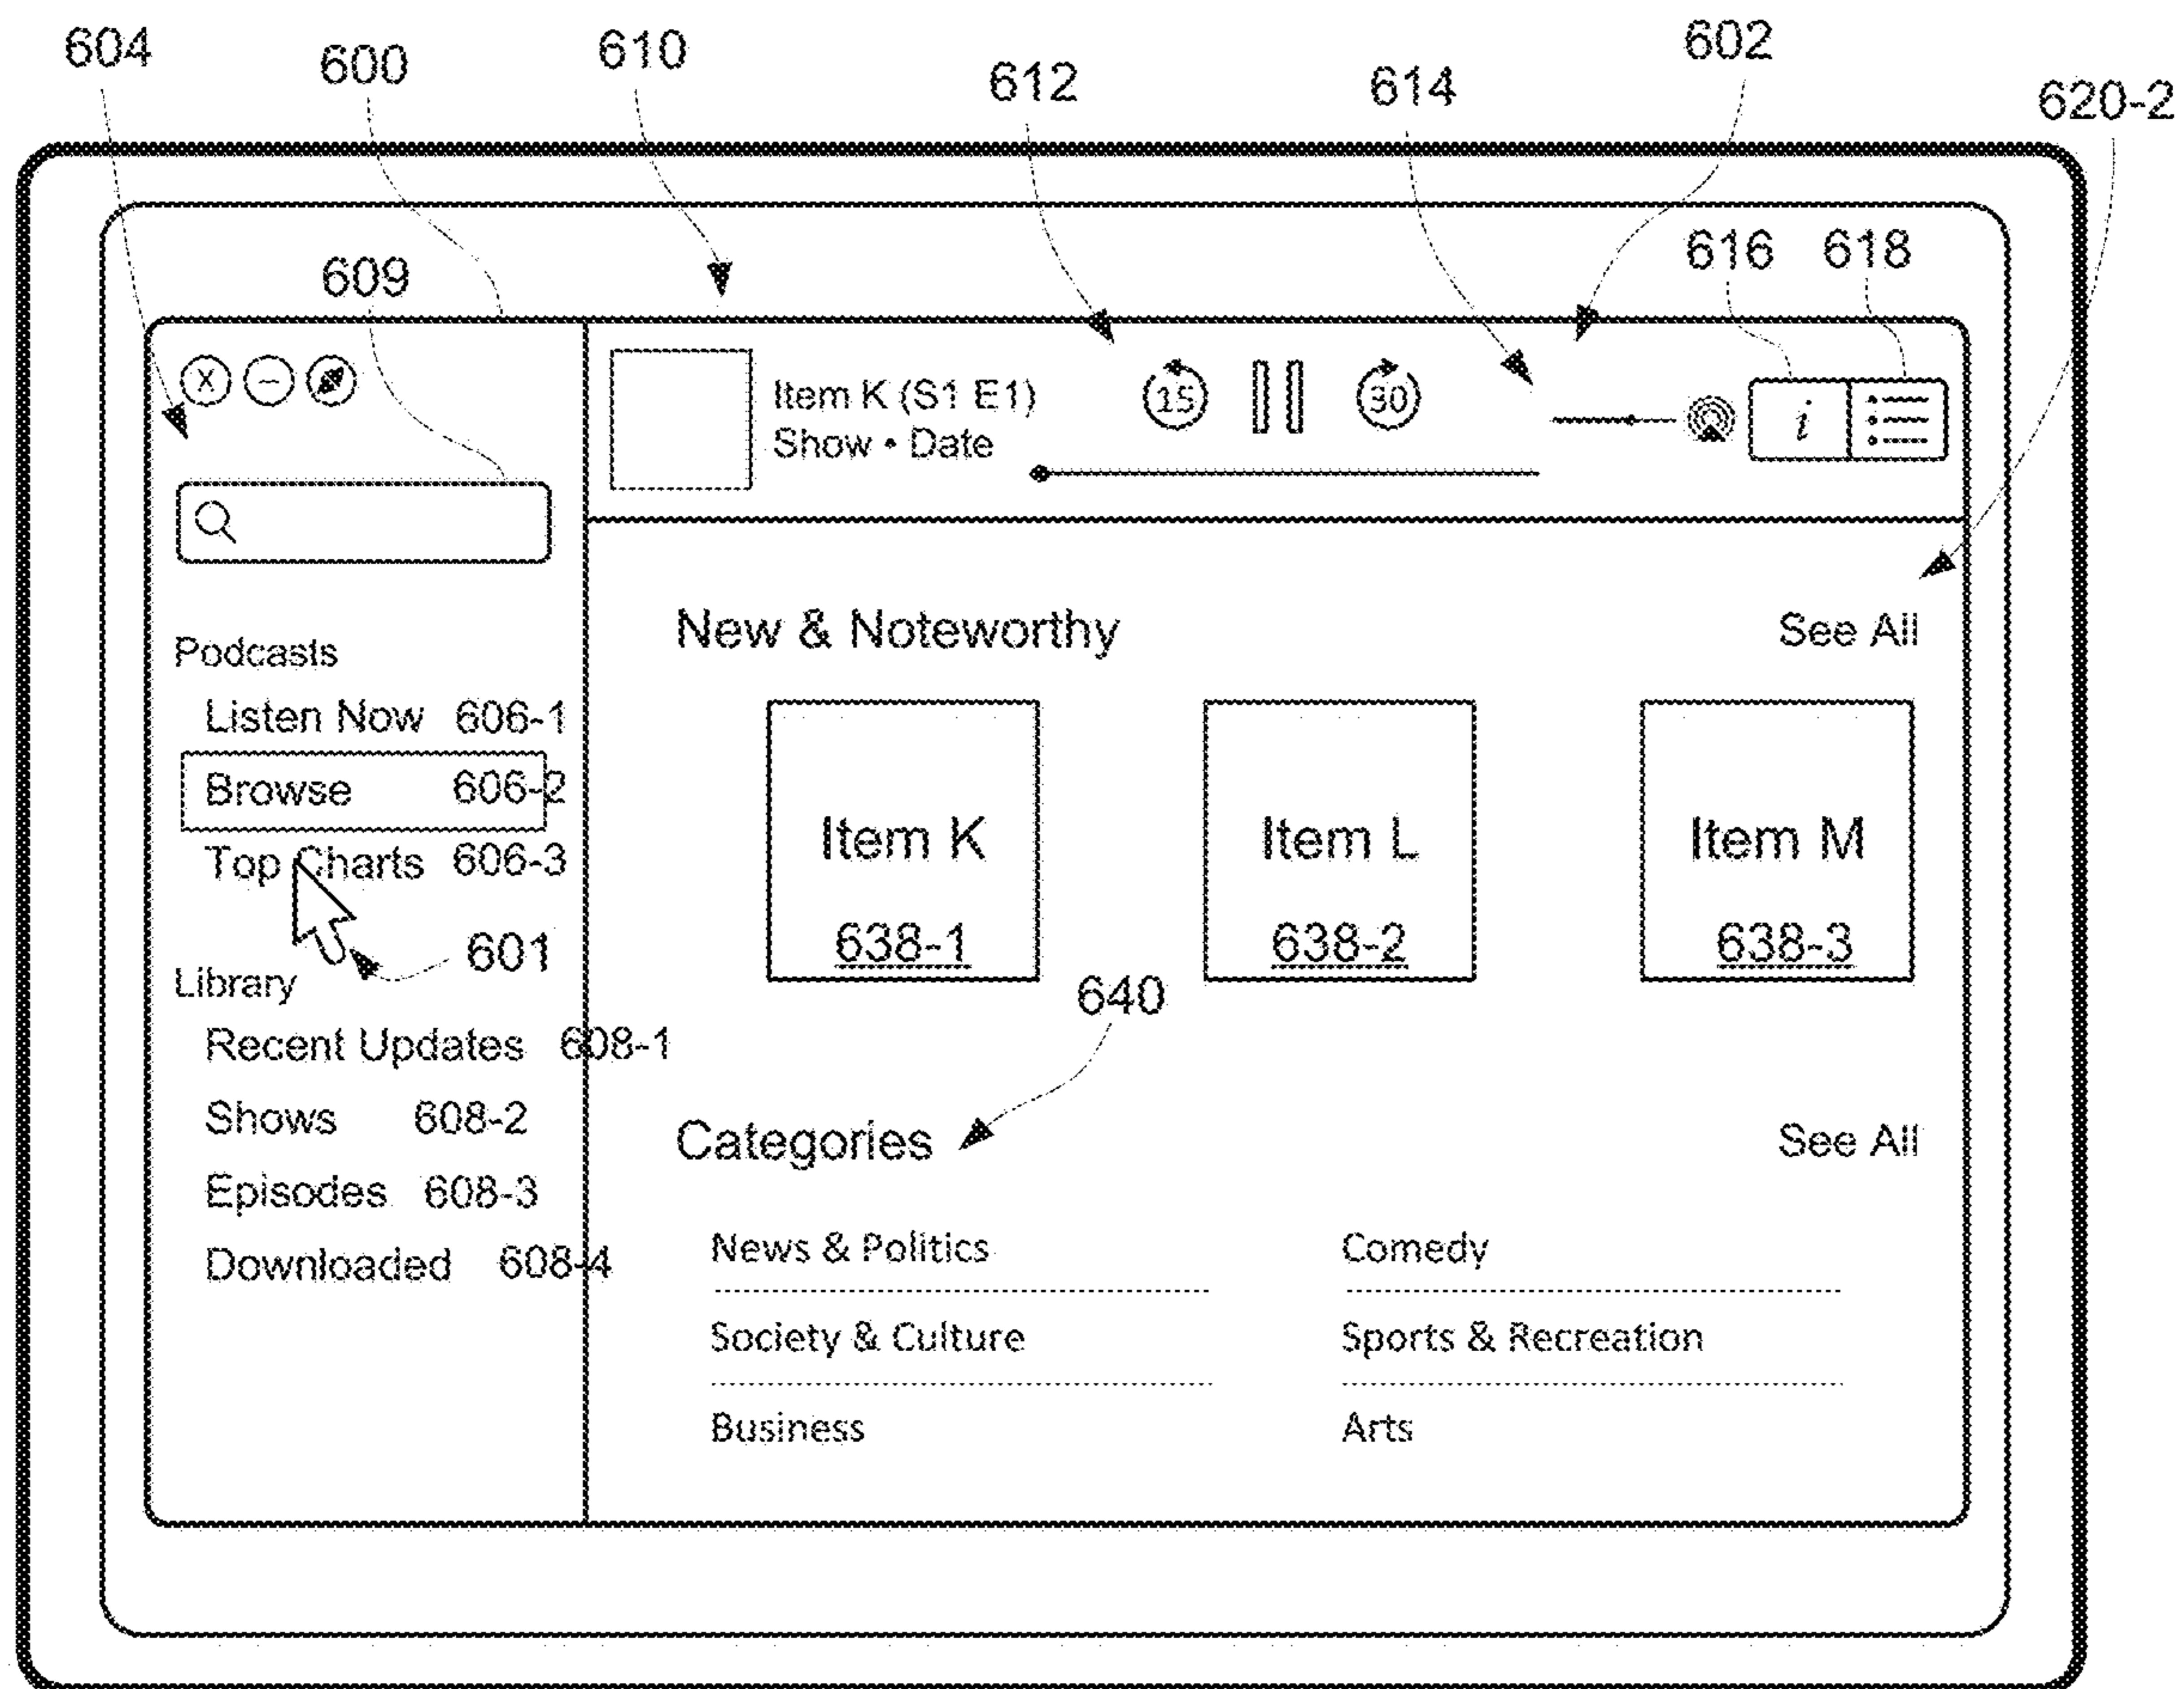 604
600
610
612
614
602
620-2
609
616 618
X
Item K (S1 E1)
Show • Date
15
30
i
Podcasts
Listen Now 606-1
Browse 606-2
Top Charts 606-3
601
Library
Recent Updates 608-1
Shows 608-2
Episodes 608-3
Downloaded 608-4
New & Noteworthy See All
Item K Item L Item M
638-1 638-2 638-3
640
Categories See All
News & Politics Comedy
Society & Culture Sports & Recreation
Business Arts